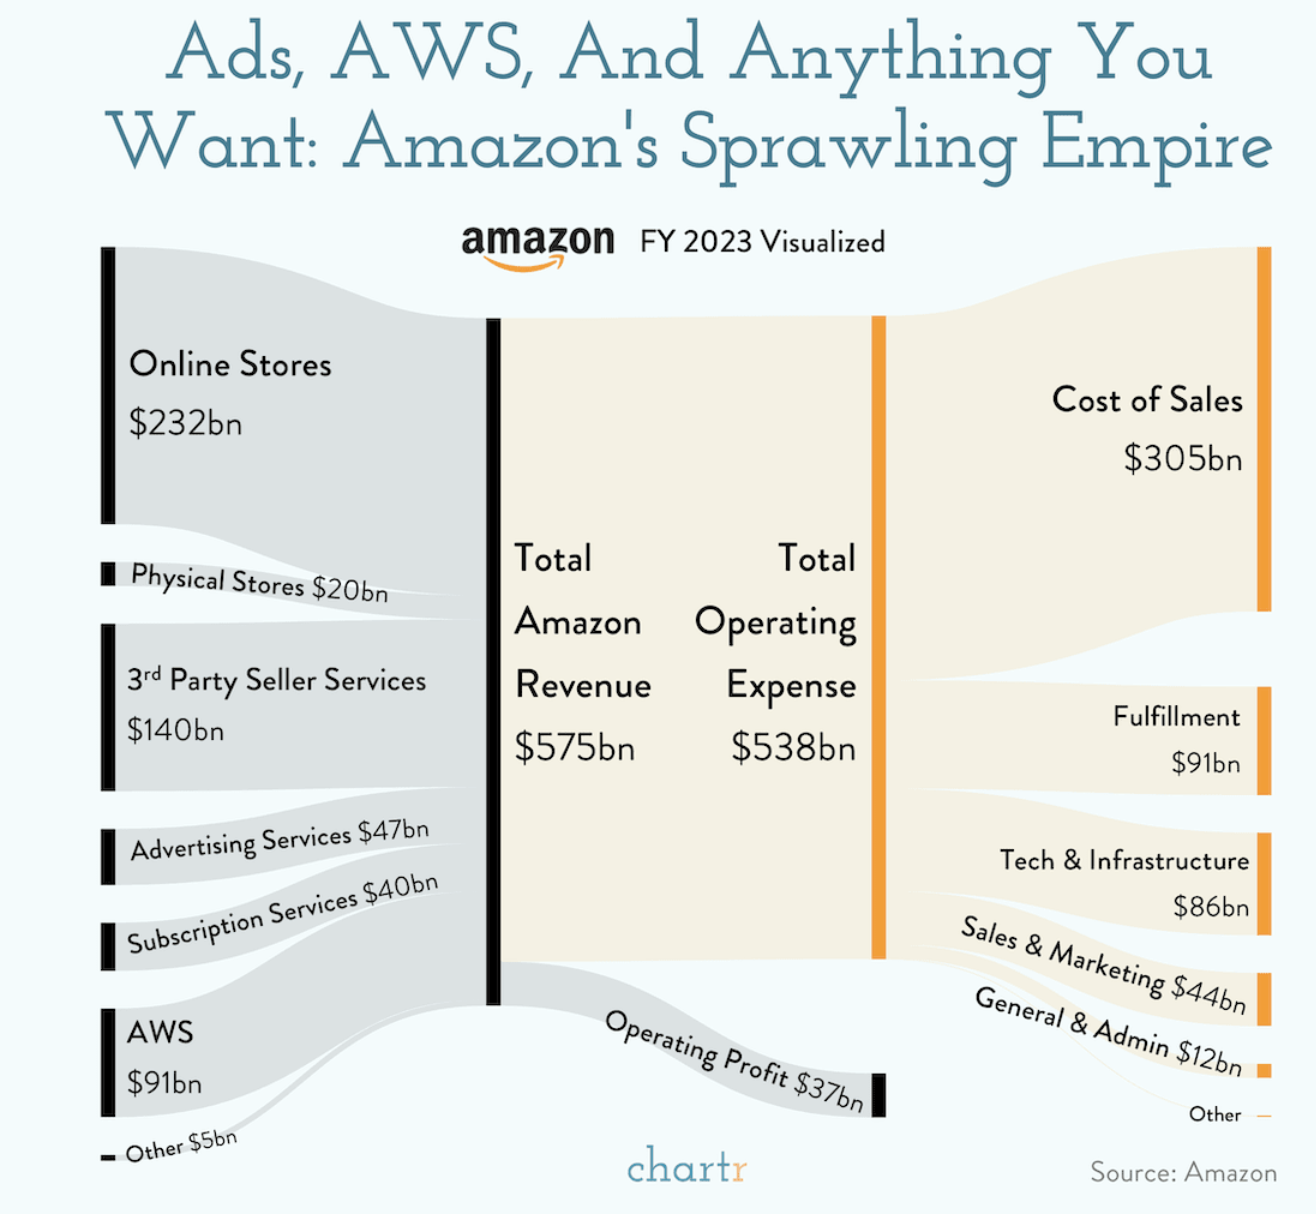 Ads, AWS, And Anything You
Want: Amazon's Sprawling Empire
amazon FY 2023 Visualized
Online Stores
$232bn
Physical Stores $20bn
3rd Party Seller Services
$140bn
Advertising Services $47bn
Subscription Services $40bn
AWS
$91bn
Other $5bn
Total
Amazon
Revenue
$575bn
Total
Operating
Expense
$538bn
Operating Profit $37bn
Cost of Sales
$305bn
Fulfillment
$91bn
Tech & Infrastructure
$86bn
Sales & Marketing $44bn
General & Admin $12bn
Other
chartr
Source: Amazon